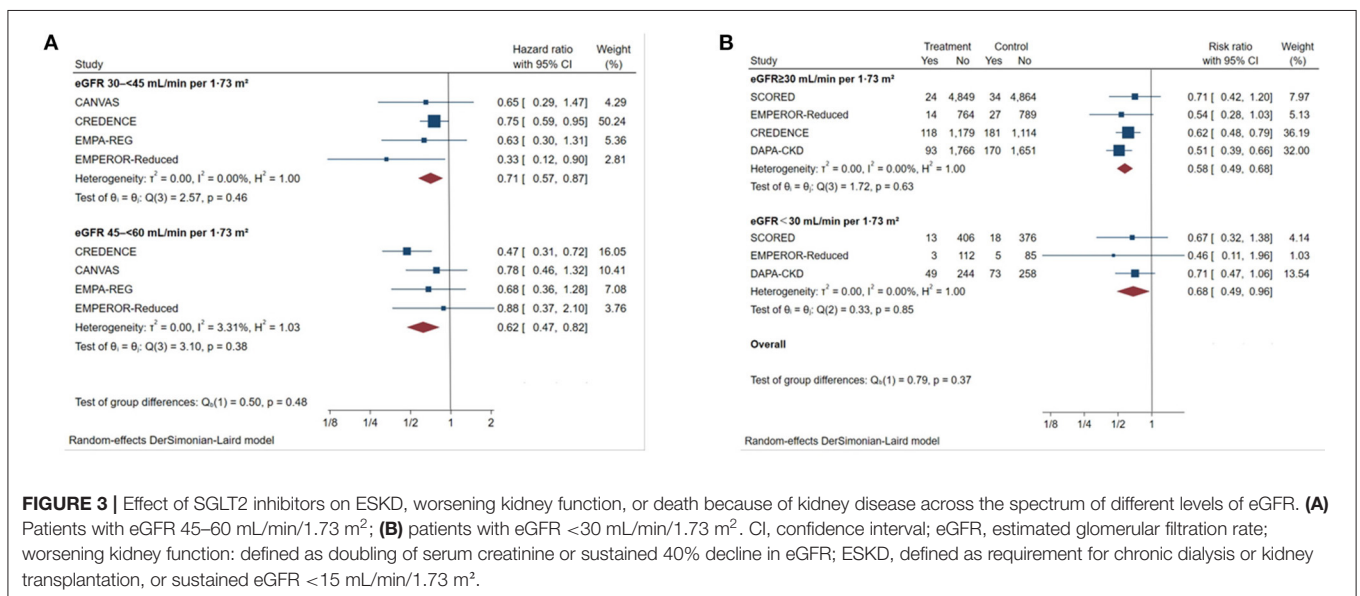 A
Hazard ratio Weight
Study with 95% CI (%)
eGFR 30–<45 mL/min per 1·73 m²
CANVAS 0.65 [ 0.29, 1.47] 4.29
CREDENCE 0.75 [ 0.59, 0.95] 50.24
EMPA-REG 0.63 [ 0.30, 1.31] 5.36
EMPEROR-Reduced 0.33 [ 0.12, 0.90] 2.81
Heterogeneity: τ² = 0.00, I² = 0.00%, H² = 1.00 0.71 [ 0.57, 0.87]
Test of θᵢ = θⱼ: Q(3) = 2.57, p = 0.46
eGFR 45–<60 mL/min per 1·73 m²
CREDENCE 0.47 [ 0.31, 0.72] 16.05
CANVAS 0.78 [ 0.46, 1.32] 10.41
EMPA-REG 0.68 [ 0.36, 1.28] 7.08
EMPEROR-Reduced 0.88 [ 0.37, 2.10] 3.76
Heterogeneity: τ² = 0.00, I² = 3.31%, H² = 1.03 0.62 [ 0.47, 0.82]
Test of θᵢ = θⱼ: Q(3) = 3.10, p = 0.38
Test of group differences: Q_b(1) = 0.50, p = 0.48
1/8 1/4 1/2 1 2
Random-effects DerSimonian-Laird model
B
Treatment Control Risk ratio Weight
Study Yes No Yes No with 95% CI (%)
eGFR≥30 mL/min per 1·73 m²
SCORED 24 4,849 34 4,864 0.71 [ 0.42, 1.20] 7.97
EMPEROR-Reduced 14 764 27 789 0.54 [ 0.28, 1.03] 5.13
CREDENCE 118 1,179 181 1,114 0.62 [ 0.48, 0.79] 36.19
DAPA-CKD 93 1,766 170 1,651 0.51 [ 0.39, 0.66] 32.00
Heterogeneity: τ² = 0.00, I² = 0.00%, H² = 1.00 0.58 [ 0.49, 0.68]
Test of θᵢ = θⱼ: Q(3) = 1.72, p = 0.63
eGFR＜30 mL/min per 1·73 m²
SCORED 13 406 18 376 0.67 [ 0.32, 1.38] 4.14
EMPEROR-Reduced 3 112 5 85 0.46 [ 0.11, 1.96] 1.03
DAPA-CKD 49 244 73 258 0.71 [ 0.47, 1.06] 13.54
Heterogeneity: τ² = 0.00, I² = 0.00%, H² = 1.00 0.68 [ 0.49, 0.96]
Test of θᵢ = θⱼ: Q(2) = 0.33, p = 0.85
Overall
Test of group differences: Q_b(1) = 0.79, p = 0.37
1/8 1/4 1/2 1
Random-effects DerSimonian-Laird model
FIGURE 3 | Effect of SGLT2 inhibitors on ESKD, worsening kidney function, or death because of kidney disease across the spectrum of different levels of eGFR. (A)
Patients with eGFR 45–60 mL/min/1.73 m²; (B) patients with eGFR <30 mL/min/1.73 m². CI, confidence interval; eGFR, estimated glomerular filtration rate;
worsening kidney function: defined as doubling of serum creatinine or sustained 40% decline in eGFR; ESKD, defined as requirement for chronic dialysis or kidney
transplantation, or sustained eGFR <15 mL/min/1.73 m².